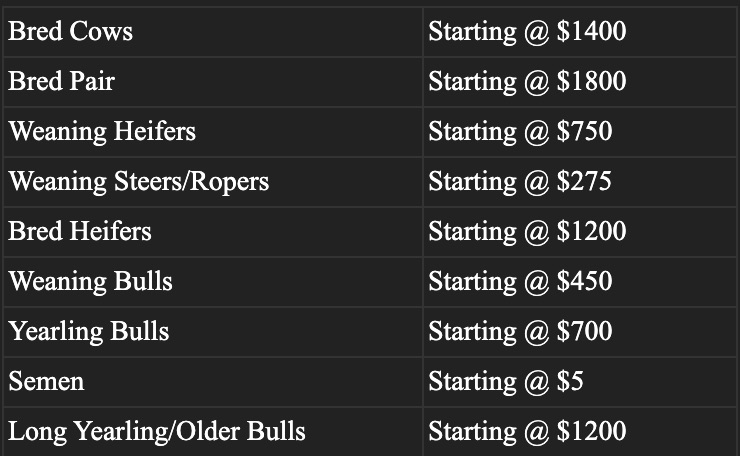 Bred Cows Starting @ $1400
Bred Pair Starting @ $1800
Weaning Heifers Starting @ $750
Weaning Steers/Ropers Starting @ $275
Bred Heifers Starting @ $1200
Weaning Bulls Starting @ $450
Yearling Bulls Starting @ $700
Semen Starting @ $5
Long Yearling/Older Bulls Starting @ $1200